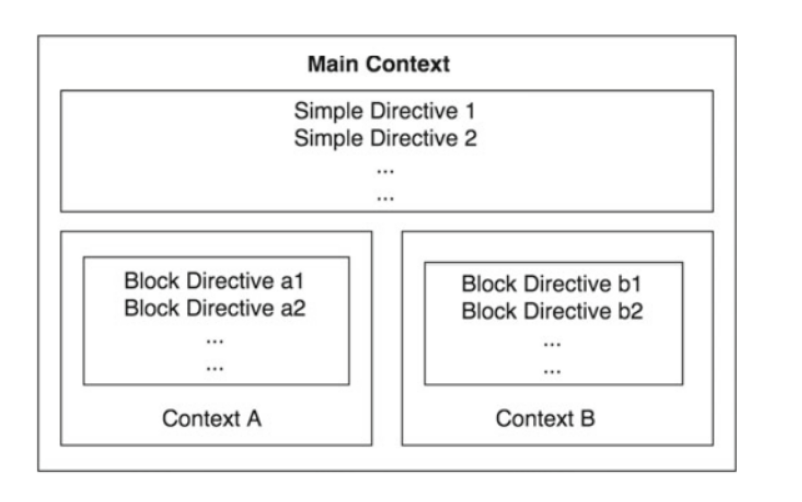 Main Context
Simple Directive 1
Simple Directive 2
...
...
Block Directive a1
Block Directive a2
...
...
Context A
Block Directive b1
Block Directive b2
...
...
Context B